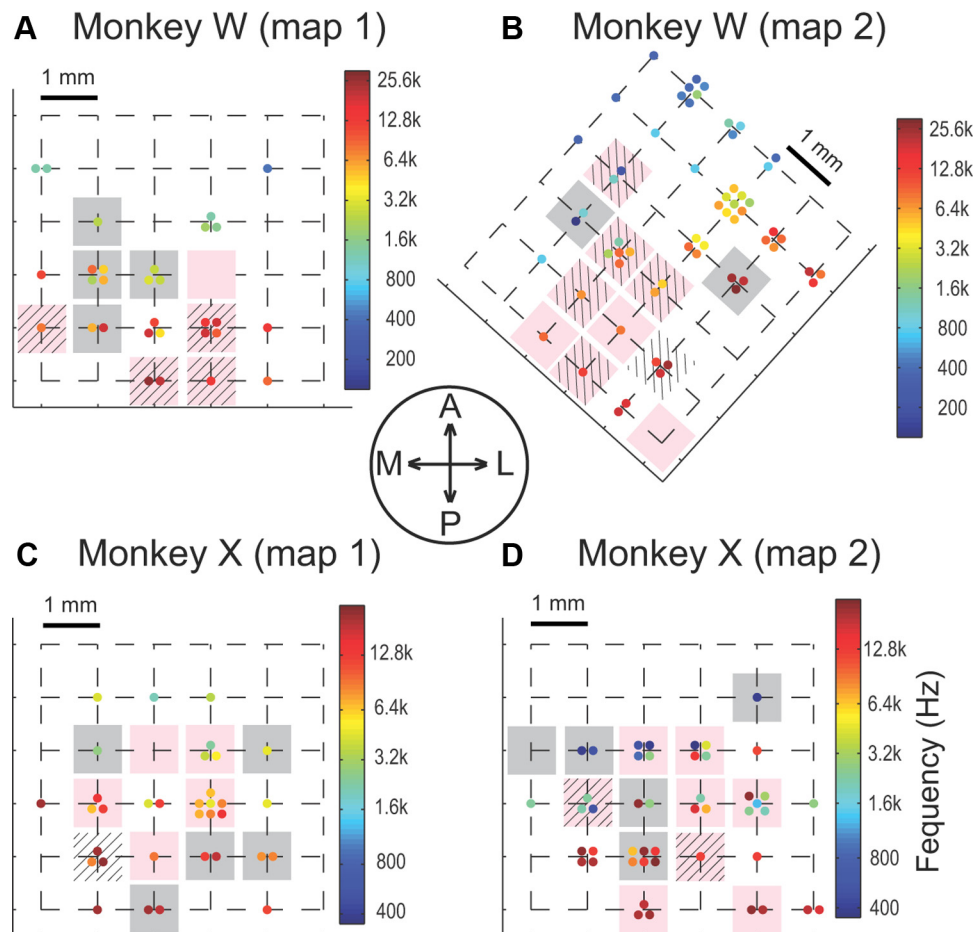 A Monkey W (map 1)
1 mm
25.6k
12.8k
6.4k
3.2k
1.6k
800
400
200
B Monkey W (map 2)
1 mm
25.6k
12.8k
6.4k
3.2k
1.6k
800
400
200
A
M L
P
C Monkey X (map 1)
1 mm
12.8k
6.4k
3.2k
1.6k
800
400
D Monkey X (map 2)
1 mm
12.8k
6.4k
3.2k
1.6k
800
400
Fequency (Hz)